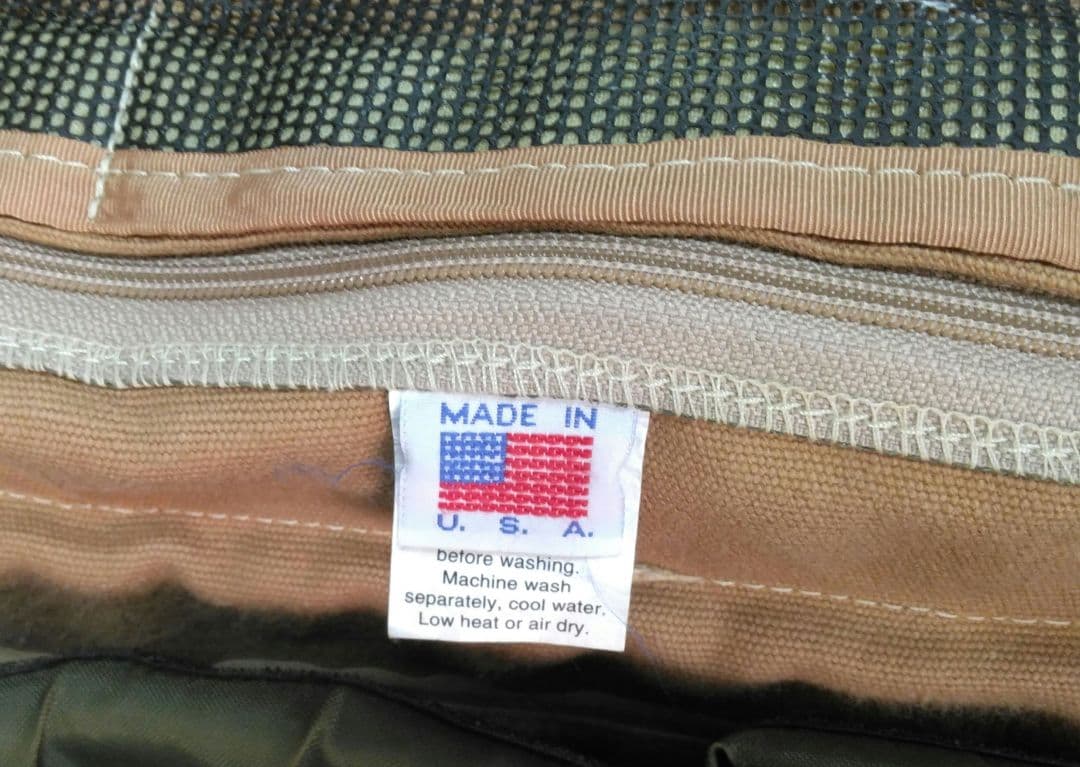 MADE IN
U. S. A.
before washing.
Machine wash
separately, cool water.
Low heat or air dry.